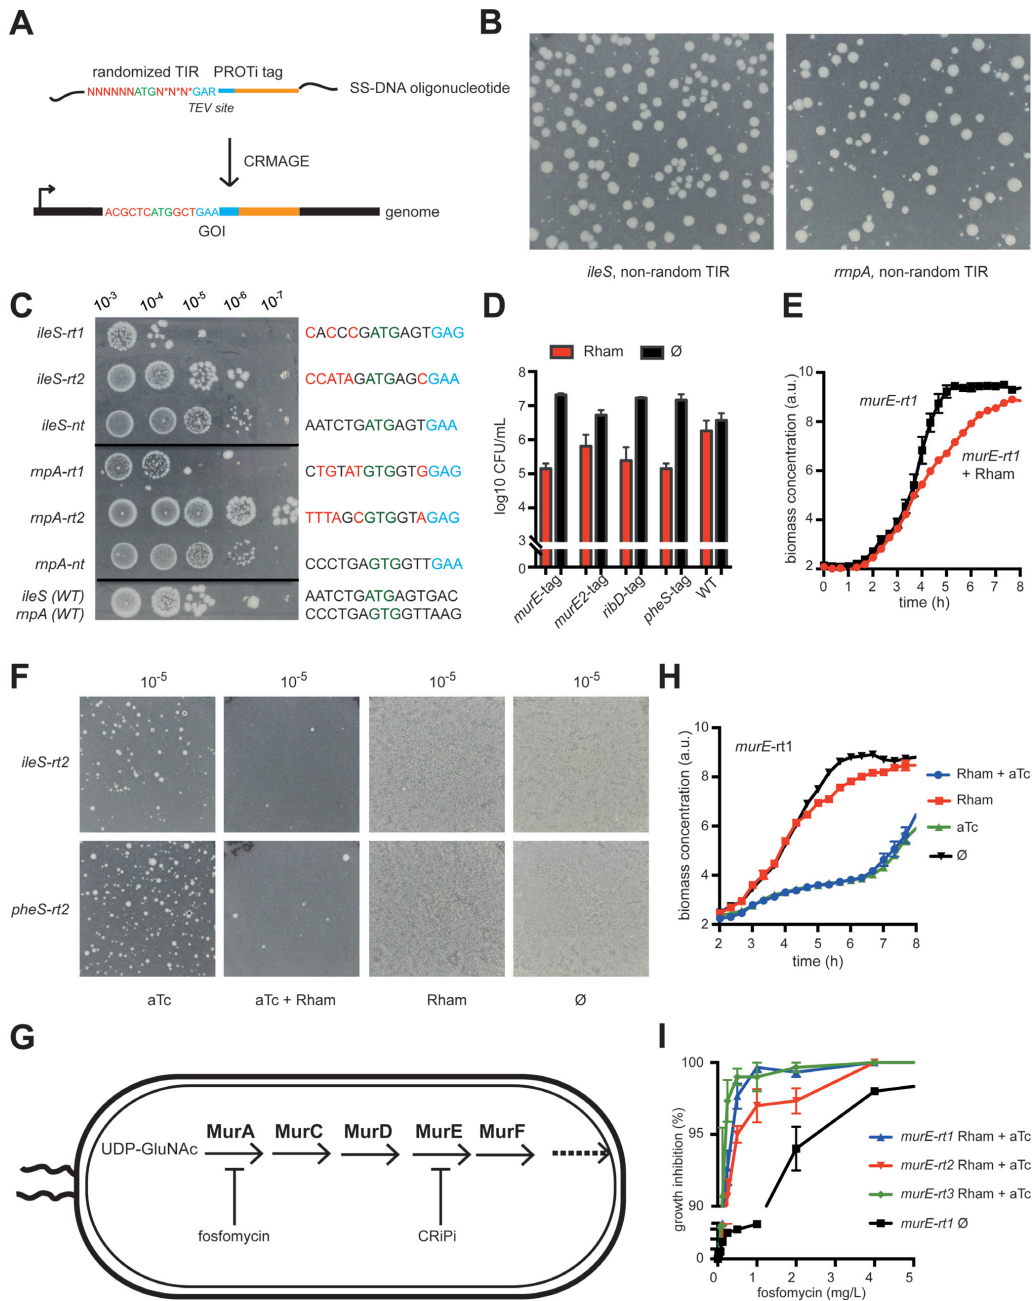 A
randomized TIR PROTi tag
NNNNNNATGN*N*N*GAR
SS-DNA oligonucleotide
TEV site
CRMAGE
ACGCTCATGGCTGAA
genome
GOI
B
ileS, non-random TIR
rnpA, non-random TIR
C
10-3 10-4 10-5 10-6 10-7
ileS-rt1 CACCCGATGAGTGAG
ileS-rt2 CCATAGATGAGCGAA
ileS-nt AATCTGATGAGTGAA
rnpA-rt1 CTGTATGTGGTGGAG
rnpA-rt2 TTTAGCGTGGTAGAG
rnpA-nt CCCTGAGTGGTTGAA
ileS (WT) AATCTGATGAGTGAC
rnpA (WT) CCCTGAGTGGTTAAG
D
Rham Ø
log10 CFU/mL
8
7
6
5
3
0
murE-tag
murE2-tag
ribD-tag
pheS-tag
WT
E
biomass concentration (a.u.)
10
8
6
4
2
murE-rt1
murE-rt1
+ Rham
0 1 2 3 4 5 6 7 8
time (h)
F
10-5 10-5 10-5 10-5
ileS-rt2
pheS-rt2
aTc aTc + Rham Rham Ø
H
biomass concentration (a.u.)
10
8
6
4
2
murE-rt1
Rham + aTc
Rham
aTc
Ø
2 3 4 5 6 7 8
time (h)
G
UDP-GluNAc
MurA MurC MurD MurE MurF
fosfomycin
CRiPi
I
growth inhibition (%)
100
95
90
0
murE-rt1 Rham + aTc
murE-rt2 Rham + aTc
murE-rt3 Rham + aTc
murE-rt1 Ø
0 1 2 3 4 5
fosfomycin (mg/L)